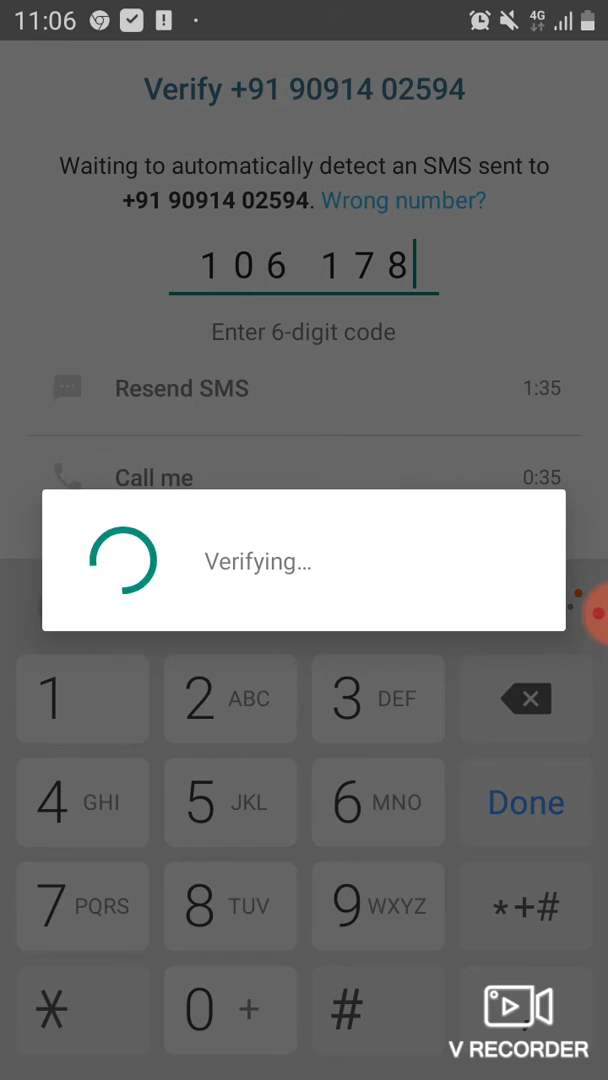 11:06
4G
Verify +91 90914 02594
Waiting to automatically detect an SMS sent to
+91 90914 02594. Wrong number?
106 178
Enter 6-digit code
Resend SMS 1:35
Call me 0:35
Verifying...
1 2 ABC 3 DEF
4 GHI 5 JKL 6 MNO Done
7 PQRS 8 TUV 9 WXYZ *+#
* 0 + #
V RECORDER